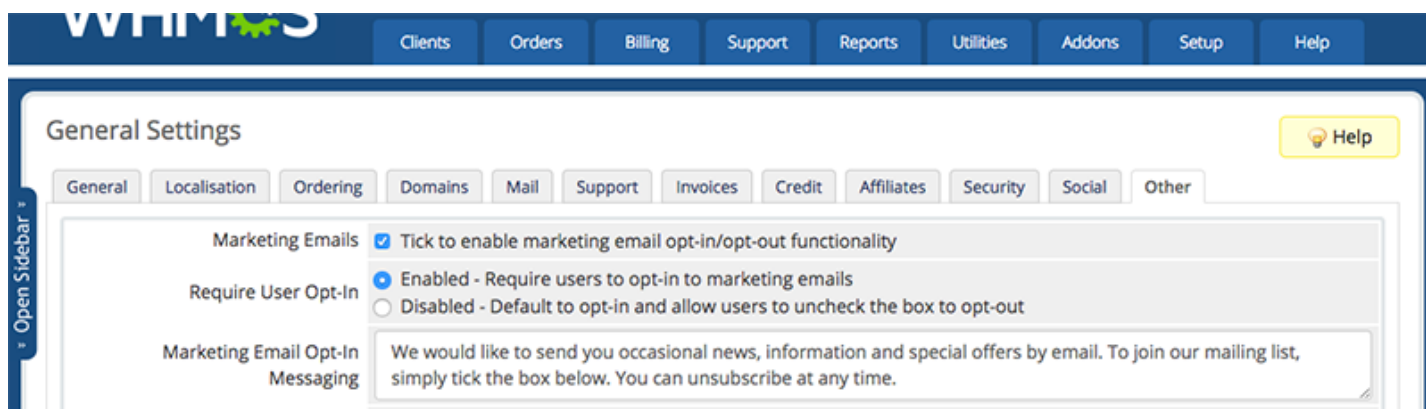 WHMCS
Clients Orders Billing Support Reports Utilities Addons Setup Help
General Settings
Help
General Localisation Ordering Domains Mail Support Invoices Credit Affiliates Security Social Other
» Open Sidebar »
Marketing Emails Tick to enable marketing email opt-in/opt-out functionality
Require User Opt-In Enabled - Require users to opt-in to marketing emails
Disabled - Default to opt-in and allow users to uncheck the box to opt-out
Marketing Email Opt-In We would like to send you occasional news, information and special offers by email. To join our mailing list,
Messaging simply tick the box below. You can unsubscribe at any time.